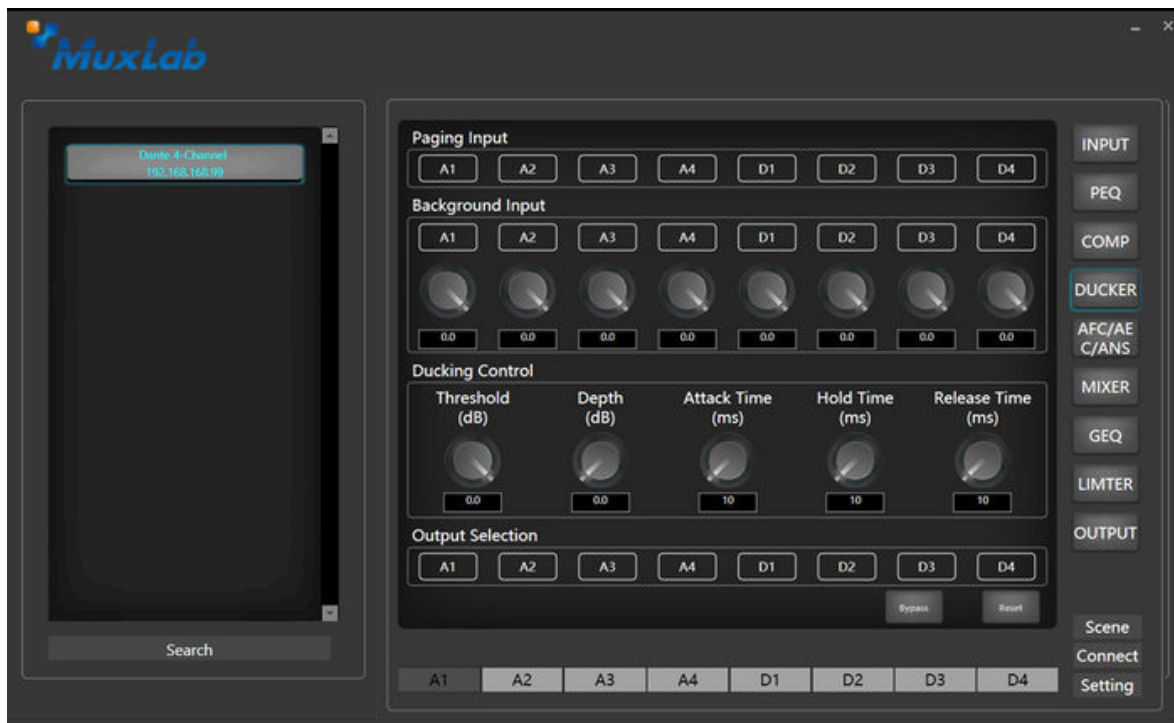 MuxLab
Dante 4-Channel
192.168.168.99
Search
Paging Input
A1 A2 A3 A4 D1 D2 D3 D4
Background Input
A1 A2 A3 A4 D1 D2 D3 D4
0.0 0.0 0.0 0.0 0.0 0.0 0.0 0.0
Ducking Control
Threshold (dB)
Depth (dB)
Attack Time (ms)
Hold Time (ms)
Release Time (ms)
0.0 0.0 10 10 10
Output Selection
A1 A2 A3 A4 D1 D2 D3 D4
Bypass Reset
A1 A2 A3 A4 D1 D2 D3 D4
INPUT
PEQ
COMP
DUCKER
AFC/AE
C/ANS
MIXER
GEQ
LIMTER
OUTPUT
Scene
Connect
Setting